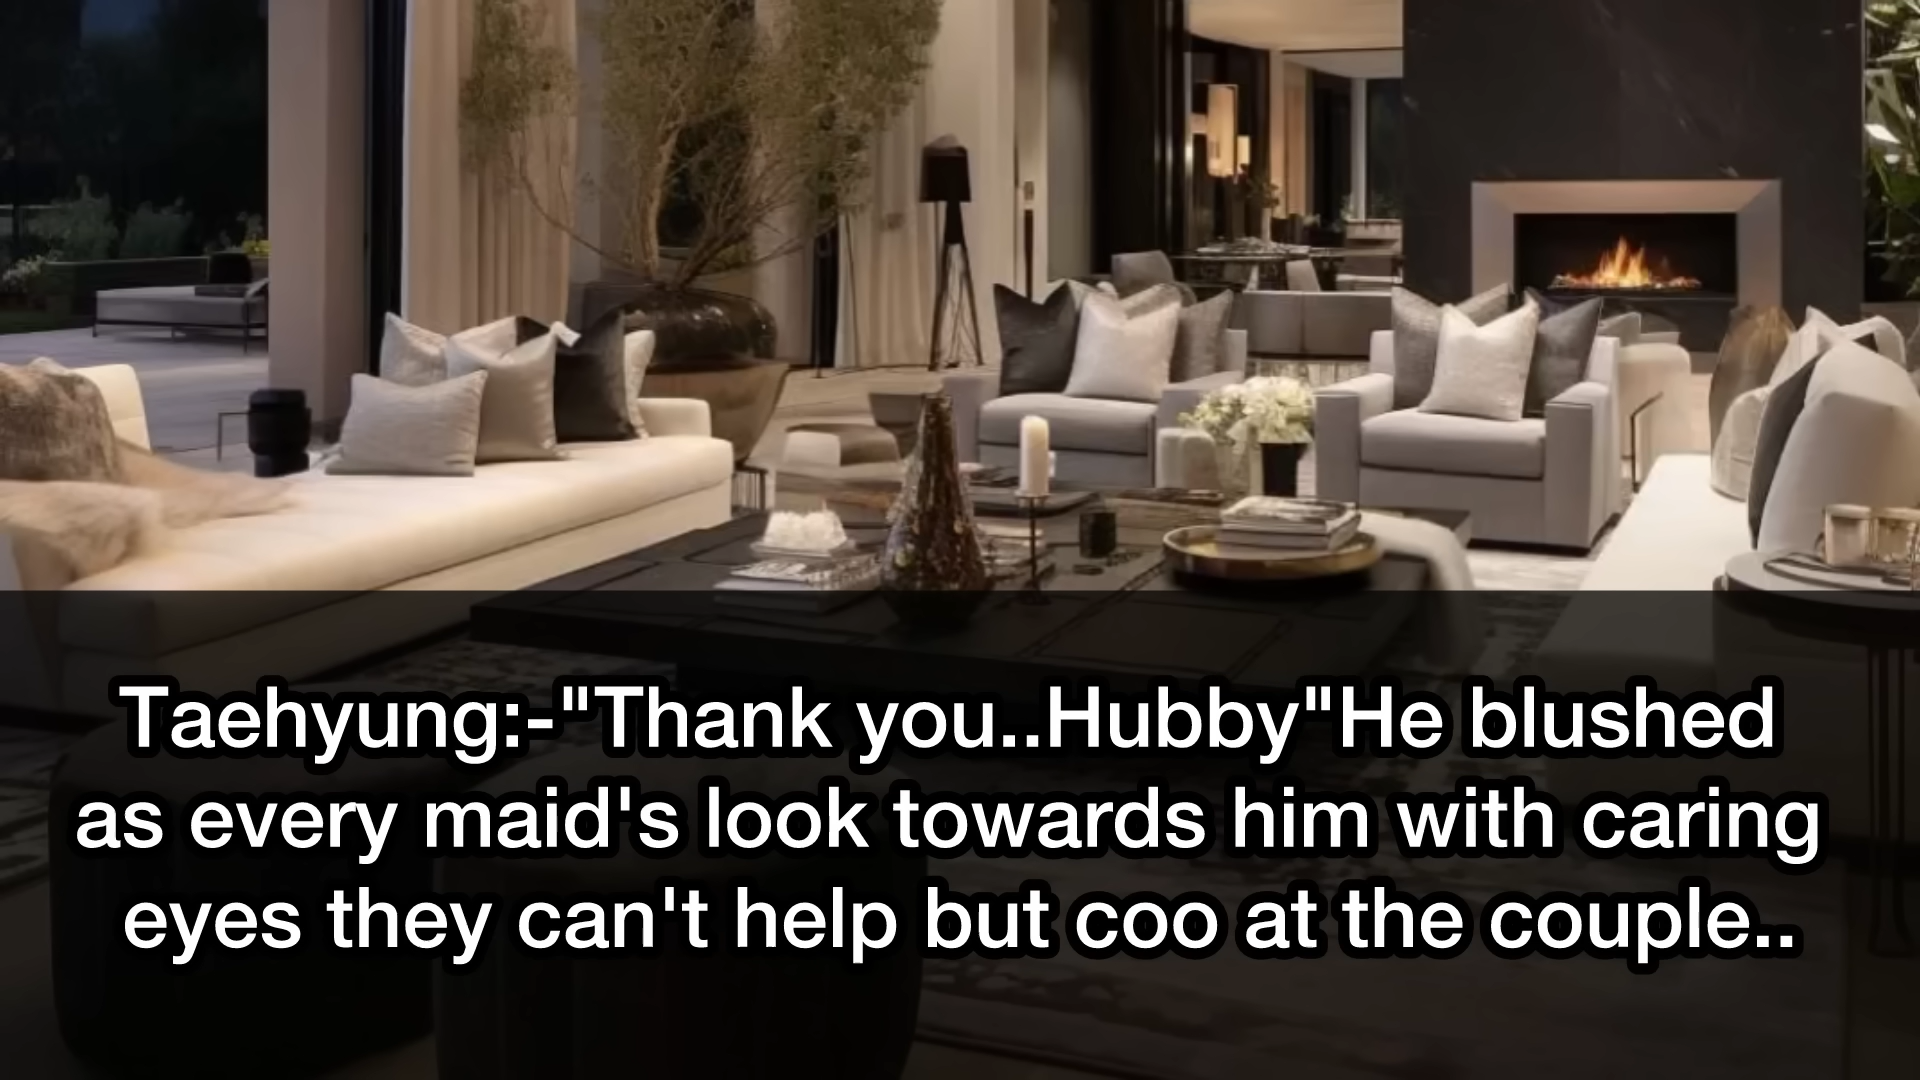 Taehyung:-"Thank you..Hubby"He blushed
as every maid's look towards him with caring
eyes they can't help but coo at the couple..